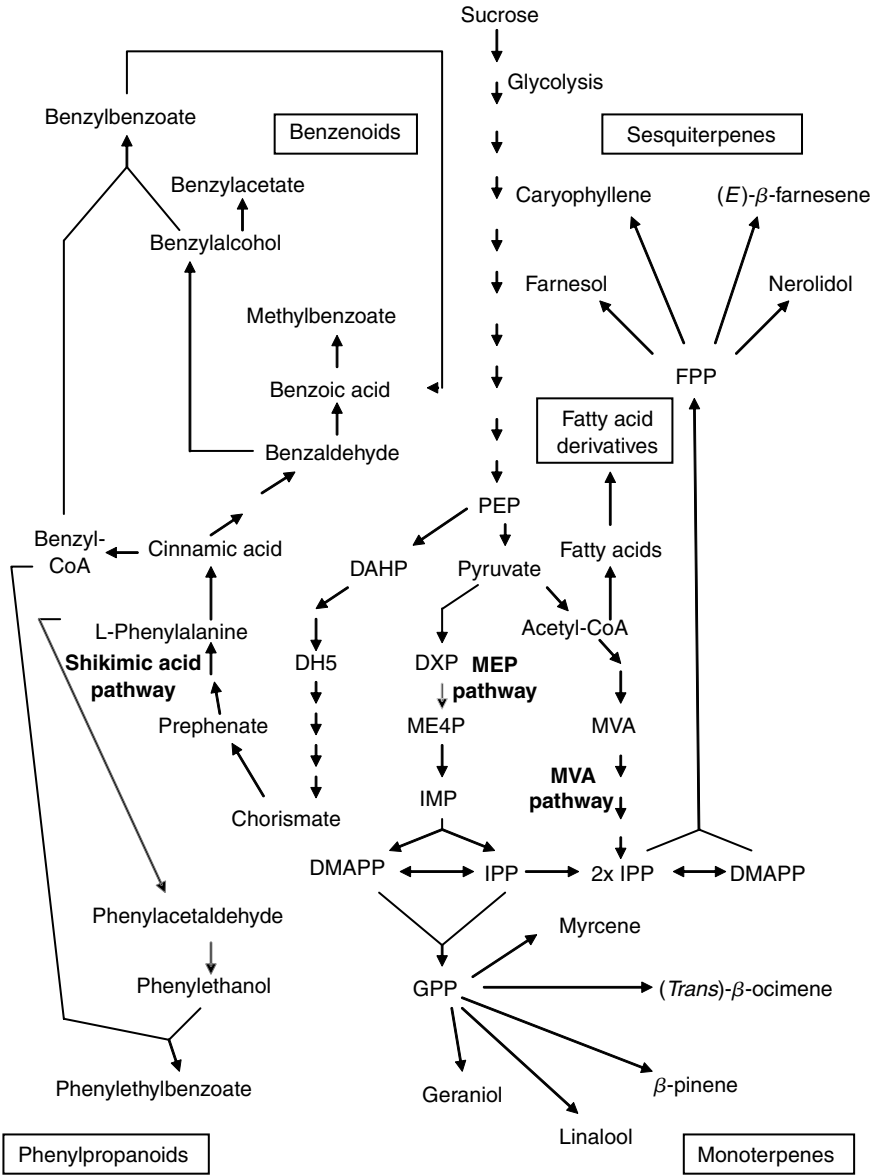 Sucrose
Glycolysis
Benzylbenzoate
Benzenoids
Sesquiterpenes
Benzylacetate
Caryophyllene
(E)-β-farnesene
Benzylalcohol
Farnesol
Nerolidol
Methylbenzoate
FPP
Benzoic acid
Fatty acid
derivatives
Benzaldehyde
PEP
Benzyl-
CoA
Cinnamic acid
Fatty acids
DAHP
Pyruvate
L-Phenylalanine
Acetyl-CoA
Shikimic acid
pathway
DH5
DXP
MEP
pathway
Prephenate
ME4P
MVA
MVA
pathway
IMP
Chorismate
DMAPP
IPP
2x IPP
DMAPP
Phenylacetaldehyde
Myrcene
Phenylethanol
GPP
(Trans)-β-ocimene
Phenylethylbenzoate
Geraniol
β-pinene
Linalool
Phenylpropanoids
Monoterpenes